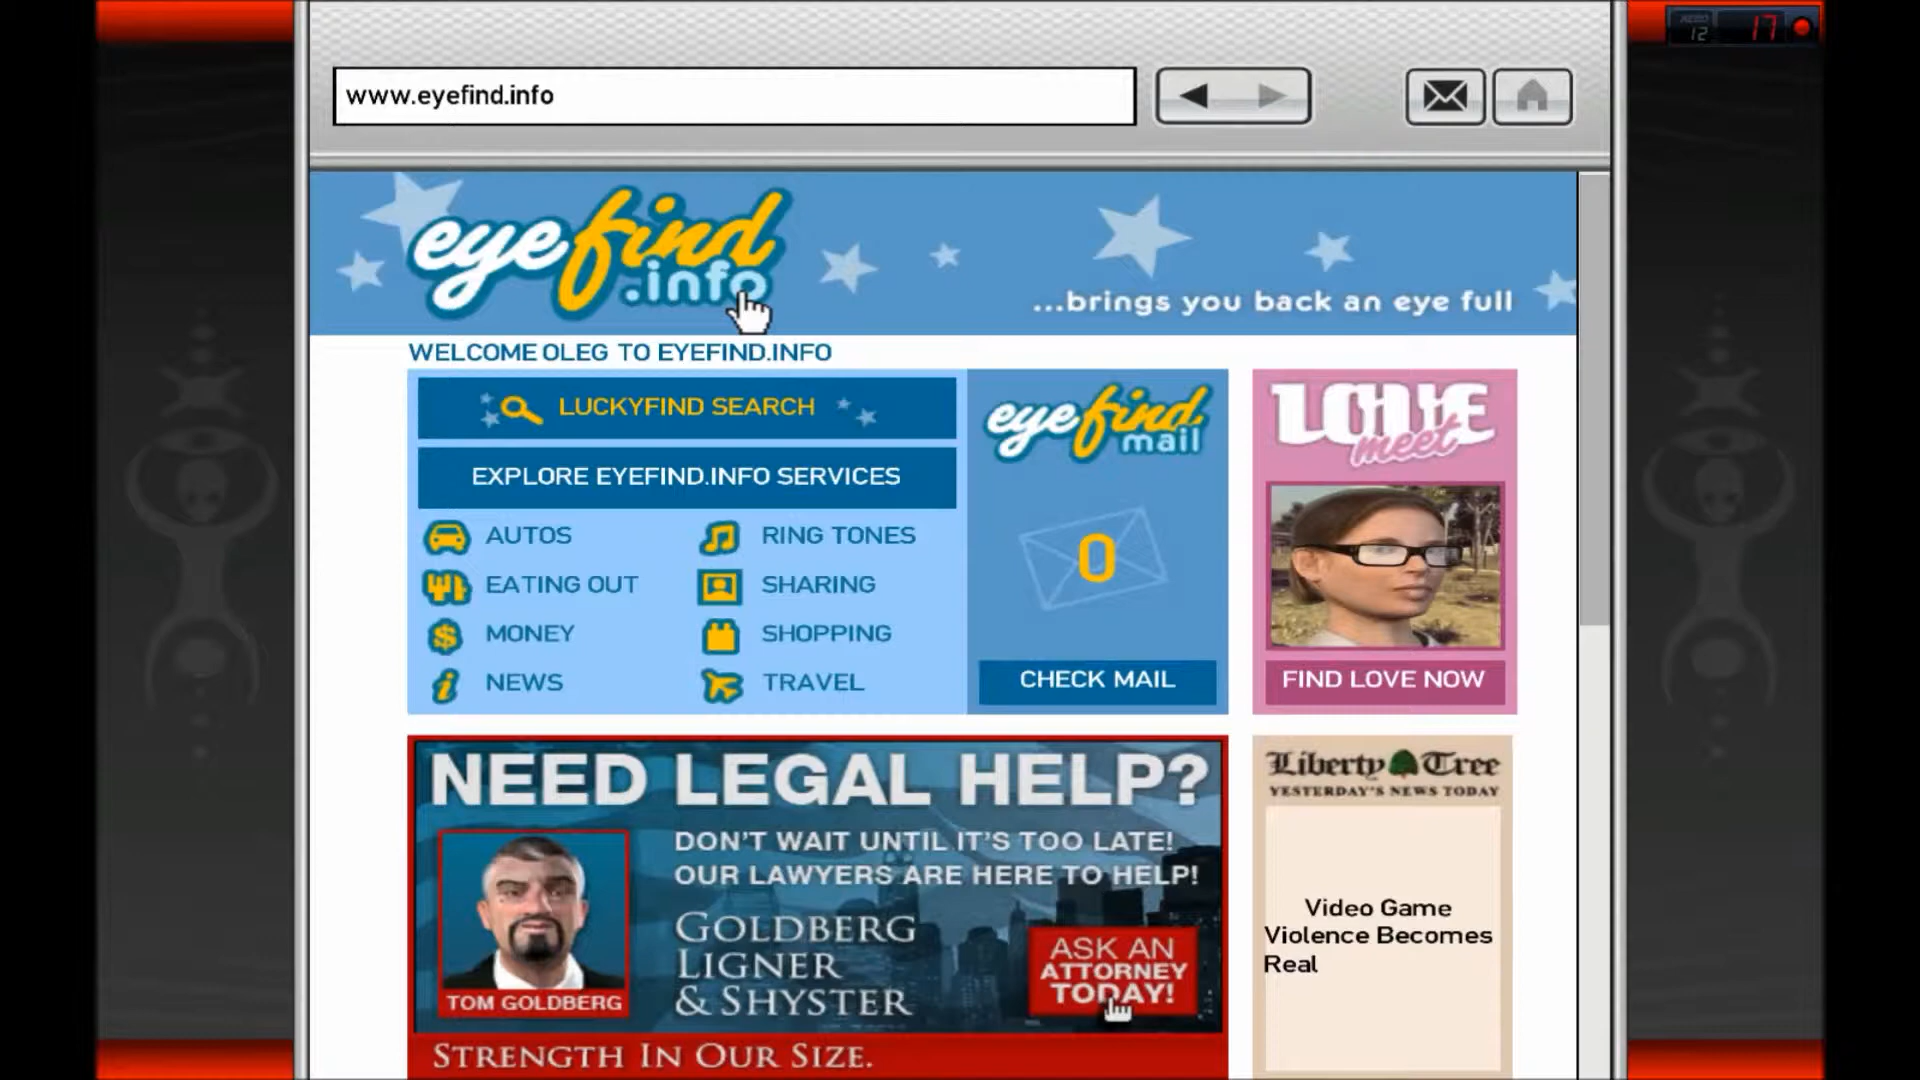 17
12
www.eyefind.info
eyefind
.info
...brings you back an eye full
WELCOME OLEG TO EYEFIND.INFO
LUCKYFIND SEARCH
EXPLORE EYEFIND.INFO SERVICES
AUTOS
RING TONES
EATING OUT
SHARING
MONEY
SHOPPING
NEWS
TRAVEL
eyefind
mail
0
CHECK MAIL
LOVE
meet
FIND LOVE NOW
NEED LEGAL HELP?
DON'T WAIT UNTIL IT'S TOO LATE!
OUR LAWYERS ARE HERE TO HELP!
GOLDBERG
LIGNER
& SHYSTER
TOM GOLDBERG
ASK AN
ATTORNEY
TODAY!
STRENGTH IN OUR SIZE.
Liberty Tree
YESTERDAY'S NEWS TODAY
Video Game
Violence Becomes
Real